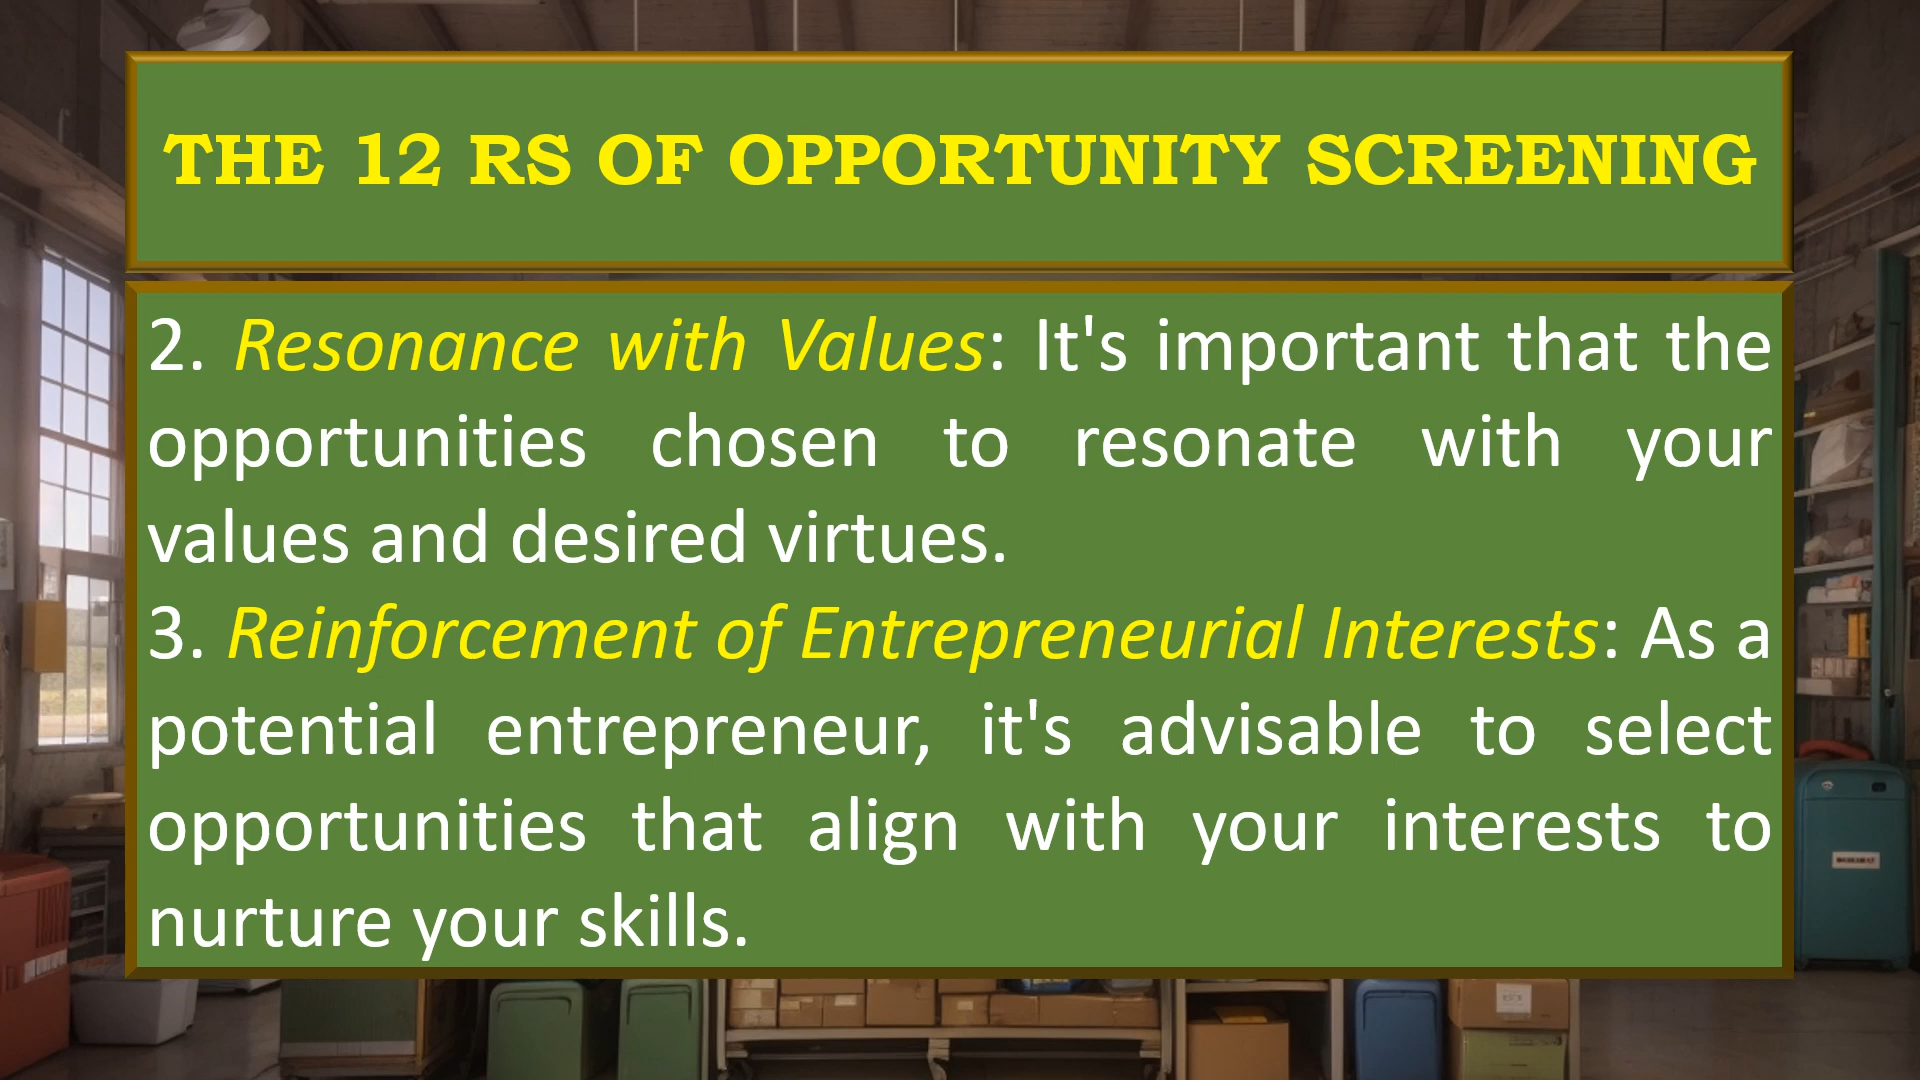 THE 12 RS OF OPPORTUNITY SCREENING
2. Resonance with Values: It's important that the
opportunities chosen to resonate with your
values and desired virtues.
3. Reinforcement of Entrepreneurial Interests: As a
potential entrepreneur, it's advisable to select
opportunities that align with your interests to
nurture your skills.